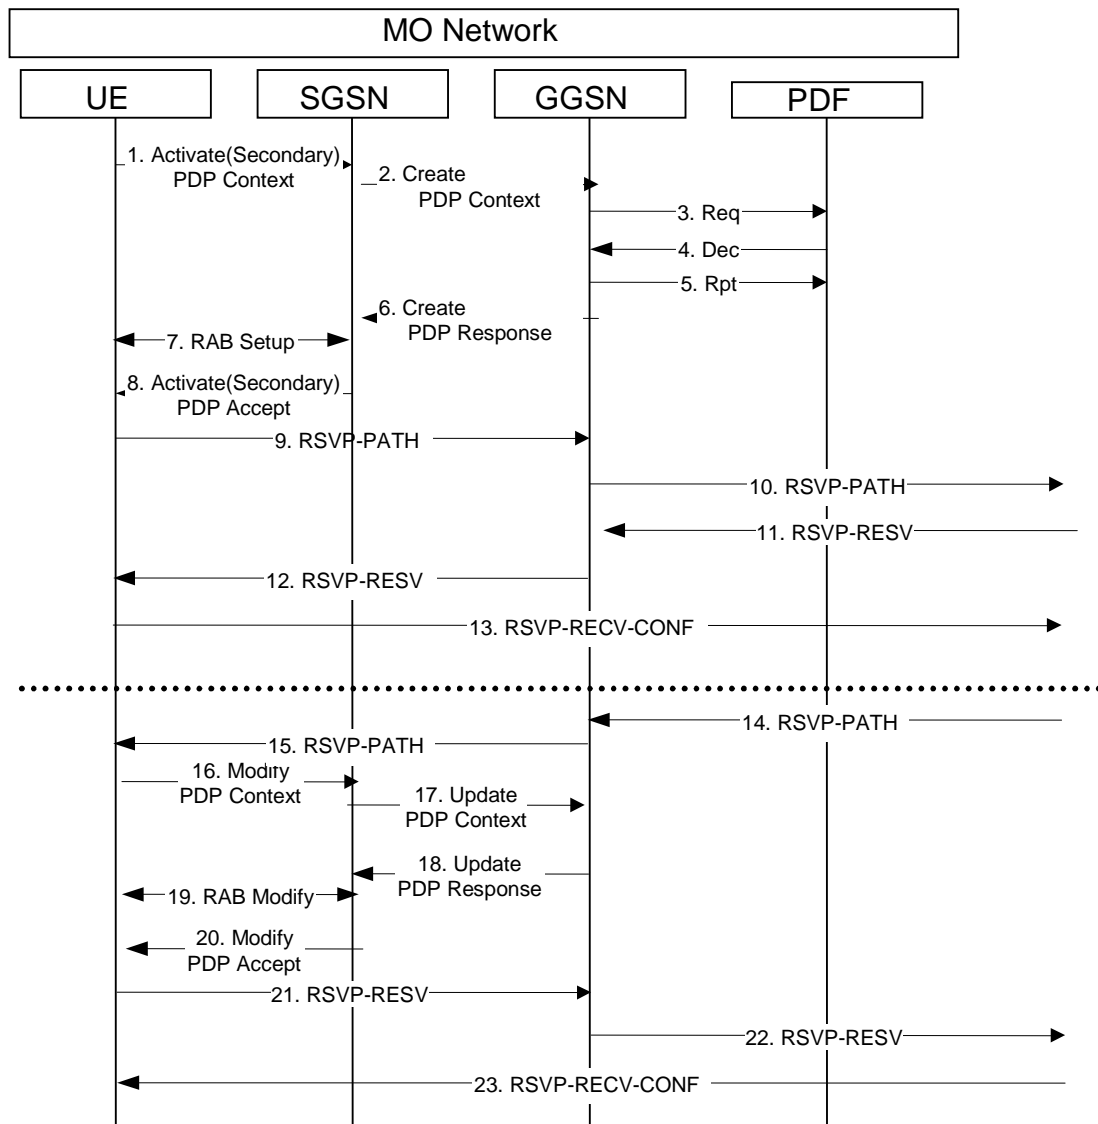 MO Network
UE
SGSN
GGSN
PDF
1. Activate(Secondary)
PDP Context
2. Create
PDP Context
3. Req
4. Dec
5. Rpt
6. Create
PDP Response
7. RAB Setup
8. Activate(Secondary)
PDP Accept
9. RSVP-PATH
10. RSVP-PATH
11. RSVP-RESV
12. RSVP-RESV
13. RSVP-RECV-CONF
14. RSVP-PATH
15. RSVP-PATH
16. Modify
PDP Context
17. Update
PDP Context
18. Update
PDP Response
19. RAB Modify
20. Modify
PDP Accept
21. RSVP-RESV
22. RSVP-RESV
23. RSVP-RECV-CONF